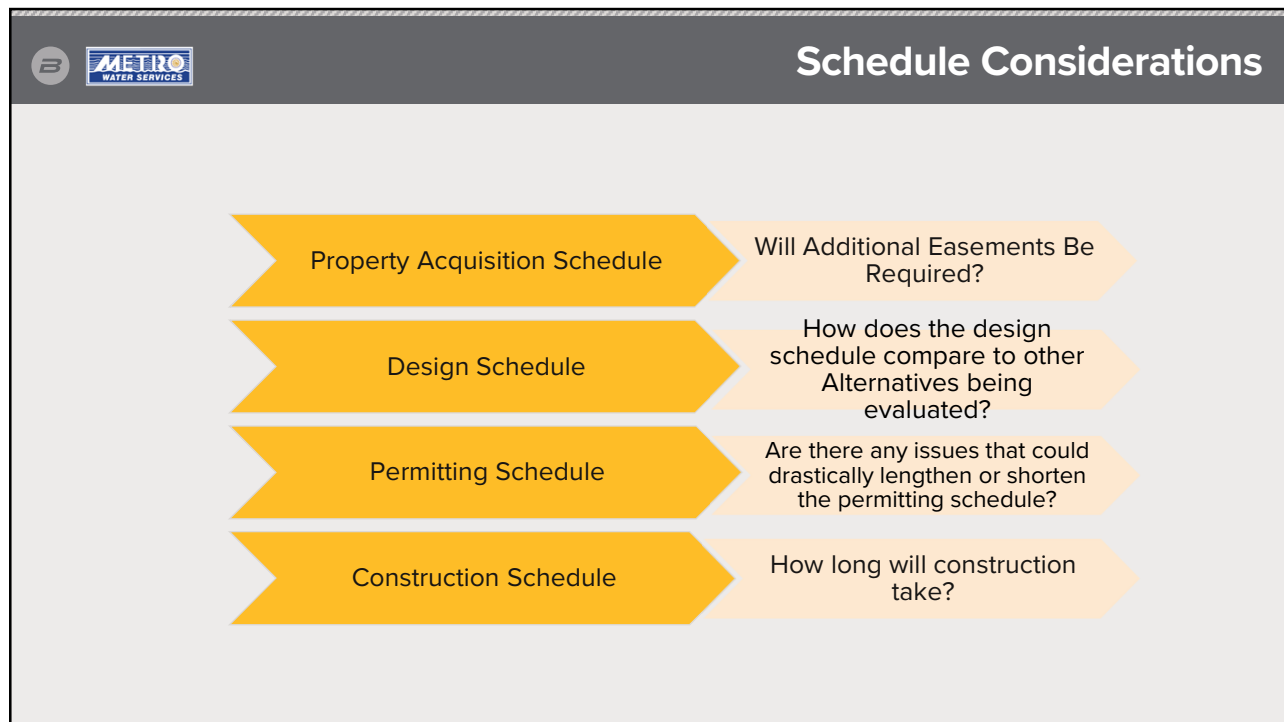 B
METRO
WATER SERVICES
Schedule Considerations
Property Acquisition Schedule
Will Additional Easements Be
Required?
Design Schedule
How does the design
schedule compare to other
Alternatives being
evaluated?
Permitting Schedule
Are there any issues that could
drastically lengthen or shorten
the permitting schedule?
Construction Schedule
How long will construction
take?